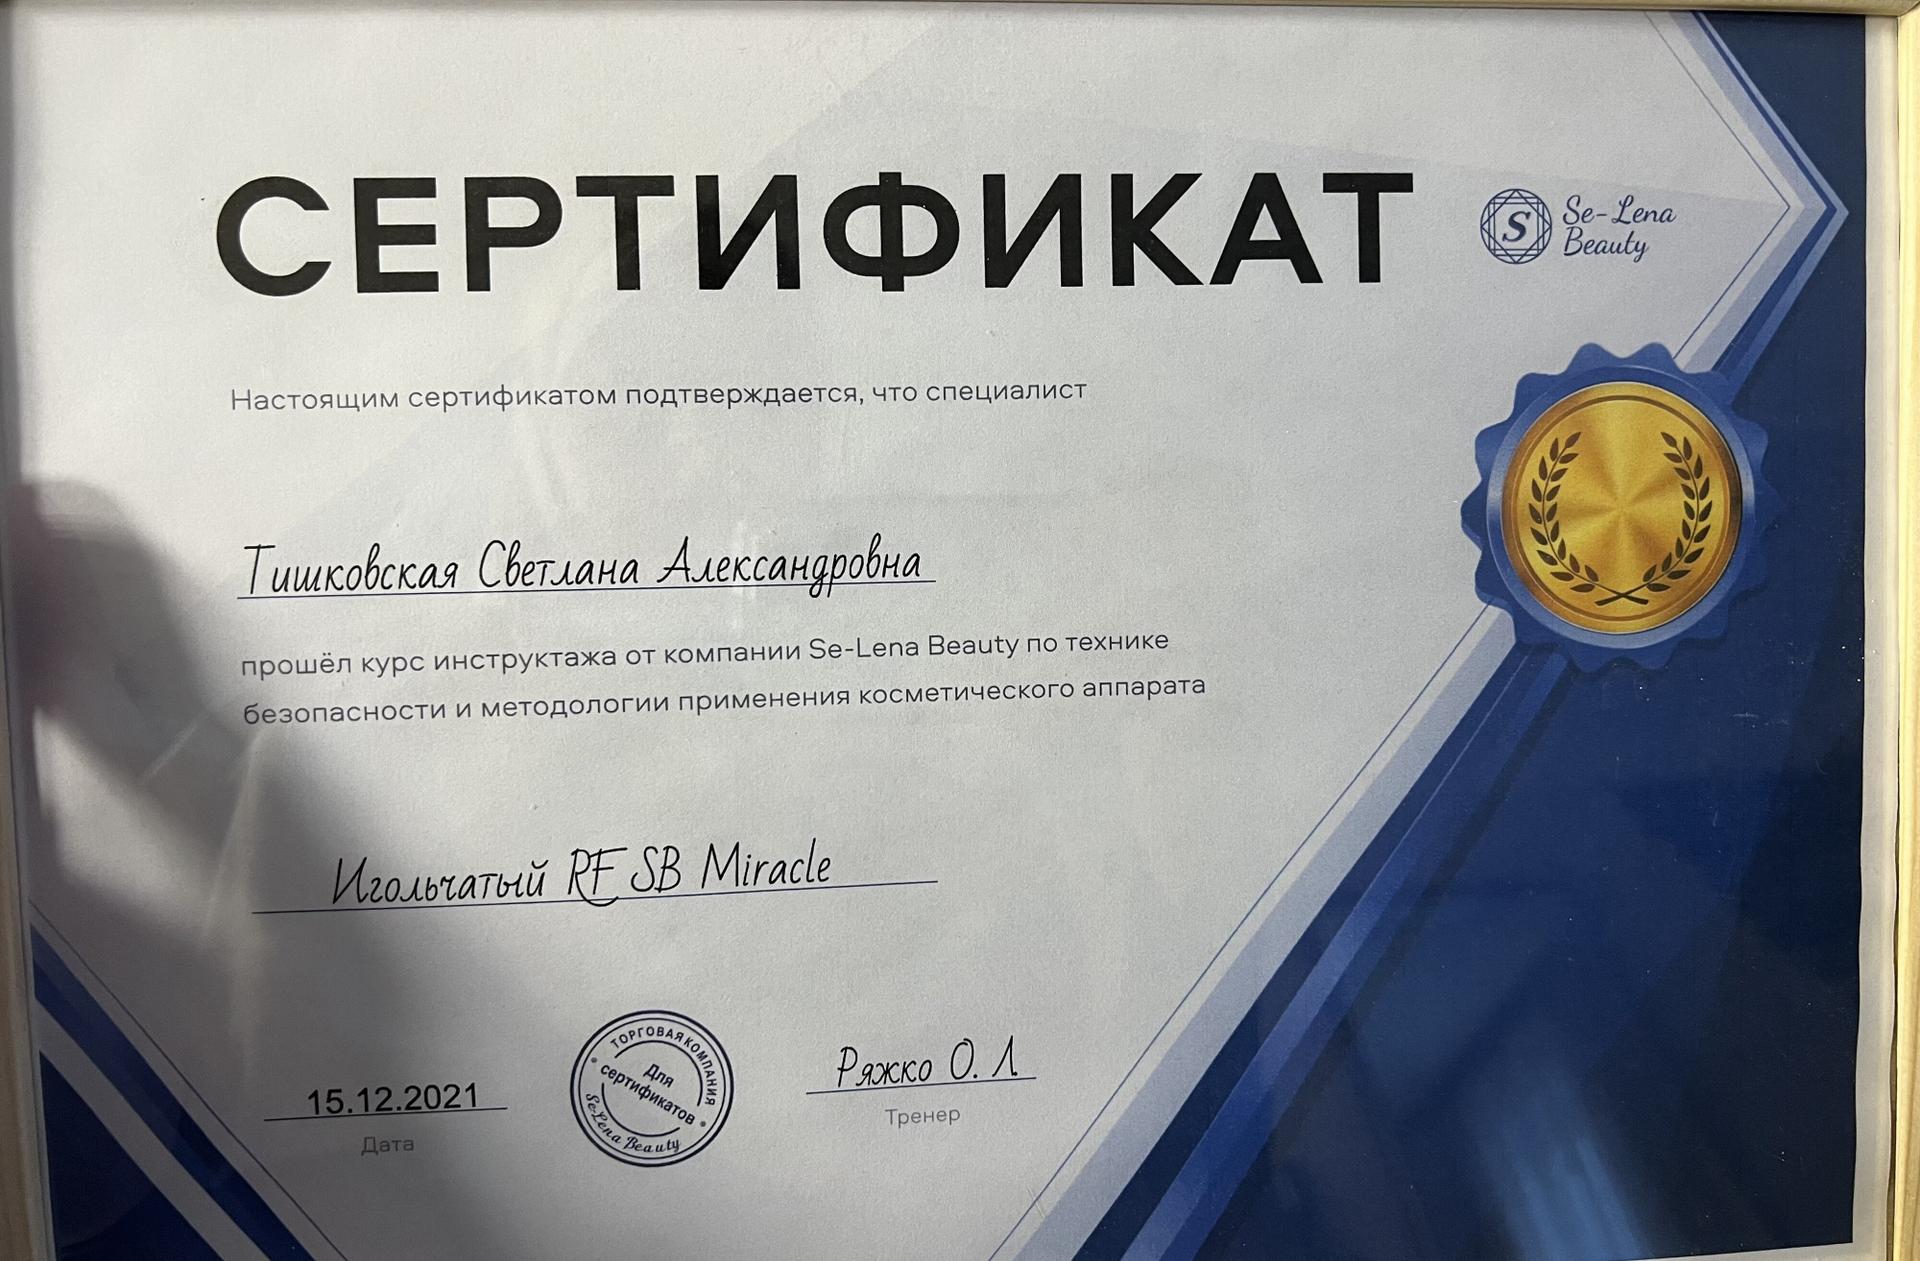 СЕРТИФИКАТ
S
Se-Lena
Beauty
Настоящим сертификатом подтверждается, что специалист
Тишковская Светлана Александровна
прошёл курс инструктажа от компании Se-Lena Beauty по технике
безопасности и методологии применения косметического аппарата
Игольчатый RF SB Miracle
15.12.2021
Дата
ТОРГОВАЯ КОМПАНИЯ
Для
сертификатов
Se-Lena Beauty
Ряжко О. Л
Тренер